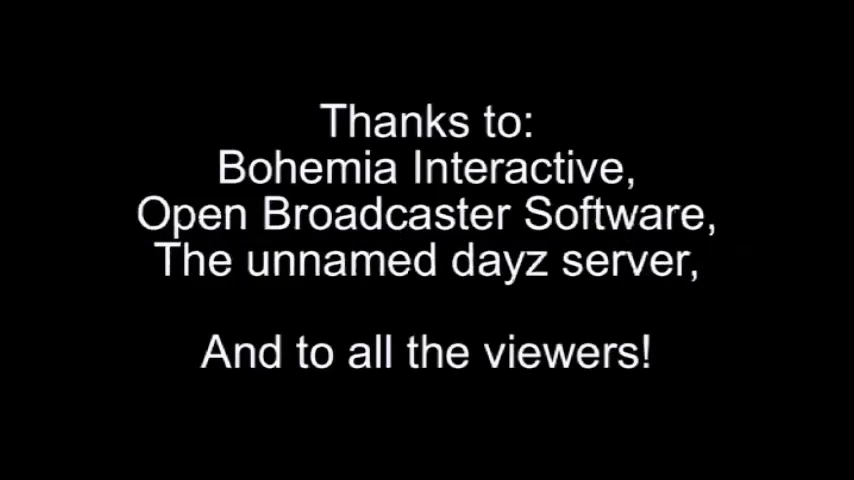 Thanks to:
Bohemia Interactive,
Open Broadcaster Software,
The unnamed dayz server,
And to all the viewers!